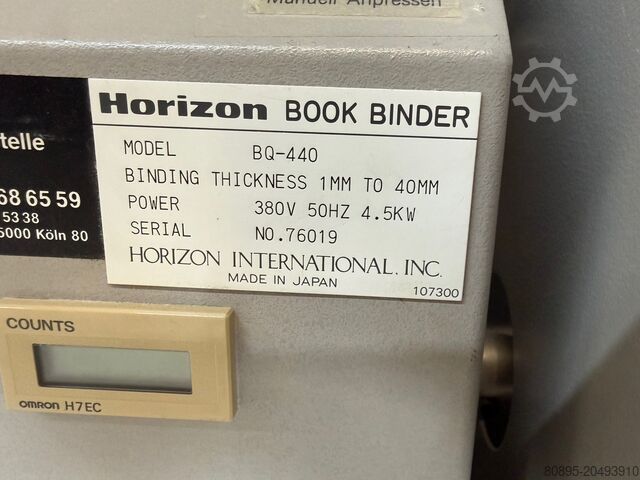 Manuell Anpressen
Horizon BOOK BINDER
MODEL BQ-440
BINDING THICKNESS 1MM TO 40MM
POWER 380V 50HZ 4.5KW
SERIAL NO.76019
HORIZON INTERNATIONAL, INC.
MADE IN JAPAN
107300
telle
68 65 59
53 38
5000 Köln 80
COUNTS
OMRON H7EC
80895-20493910